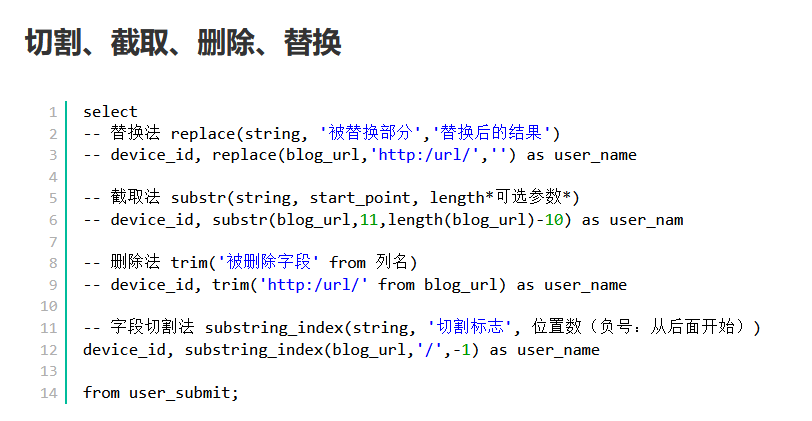 切割、截取、删除、替换
1 select
2 -- 替换法 replace(string, '被替换部分','替换后的结果')
3 -- device_id, replace(blog_url,'http:/url/','') as user_name
4
5 -- 截取法 substr(string, start_point, length*可选参数*)
6 -- device_id, substr(blog_url,11,length(blog_url)-10) as user_nam
7
8 -- 删除法 trim('被删除字段' from 列名)
9 -- device_id, trim('http:/url/' from blog_url) as user_name
10
11 -- 字段切割法 substring_index(string, '切割标志', 位置数（负号：从后面开始）)
12 device_id, substring_index(blog_url,'/',-1) as user_name
13
14 from user_submit;